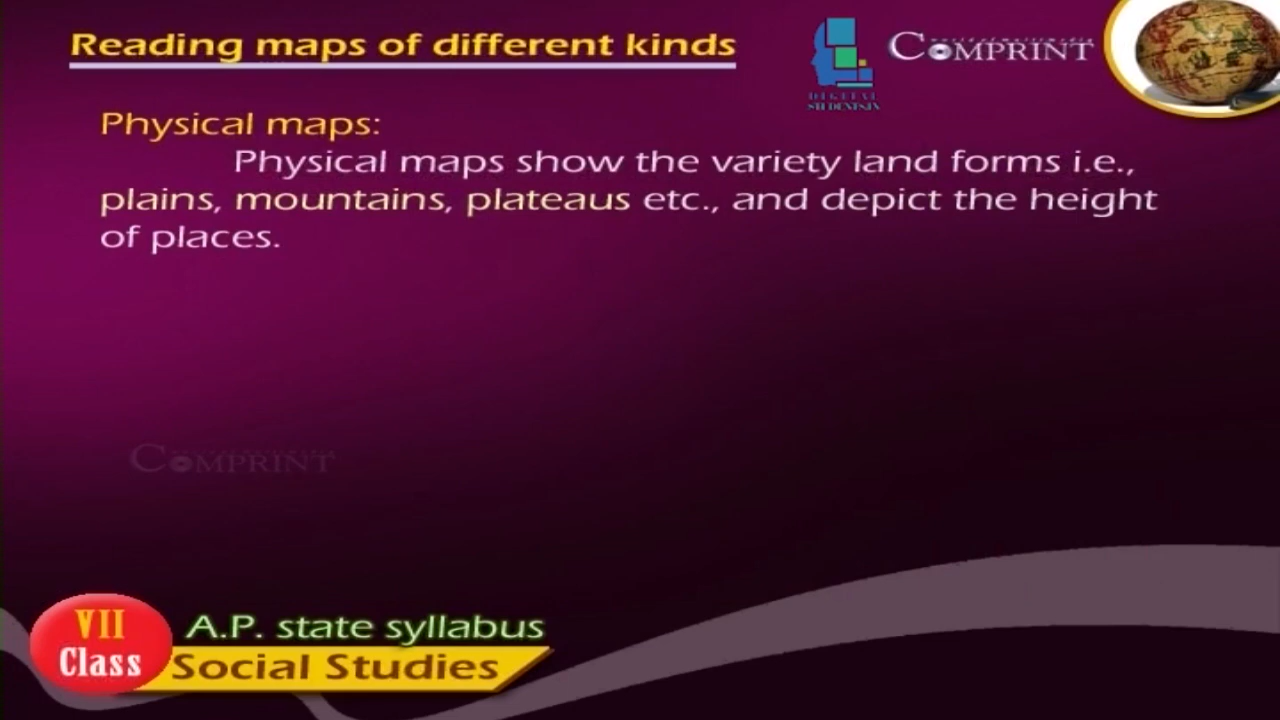 Reading maps of different kinds
COMPRINT
Physical maps:
Physical maps show the variety land forms i.e.,
plains, mountains, plateaus etc., and depict the height
of places.
COMPRINT
VII
Class
A.P. state syllabus
Social Studies